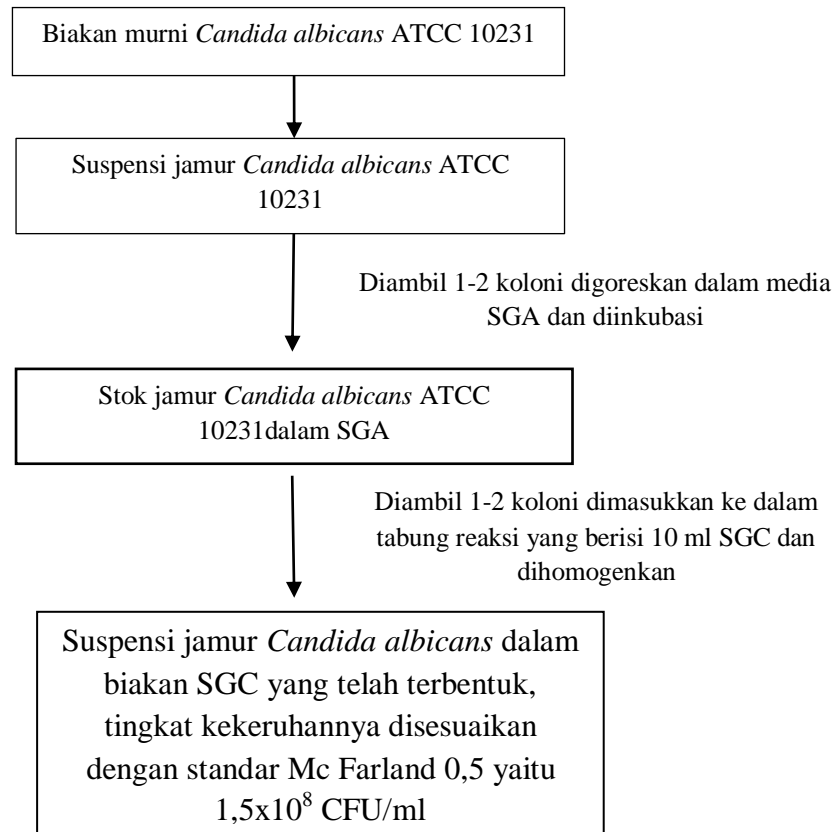 Biakan murni Candida albicans ATCC 10231
Suspensi jamur Candida albicans ATCC
10231
Diambil 1-2 koloni digoreskan dalam media
SGA dan diinkubasi
Stok jamur Candida albicans ATCC
10231dalam SGA
Diambil 1-2 koloni dimasukkan ke dalam
tabung reaksi yang berisi 10 ml SGC dan
dihomogenkan
Suspensi jamur Candida albicans dalam
biakan SGC yang telah terbentuk,
tingkat kekeruhannya disesuaikan
dengan standar Mc Farland 0,5 yaitu
1,5x10⁸ CFU/ml